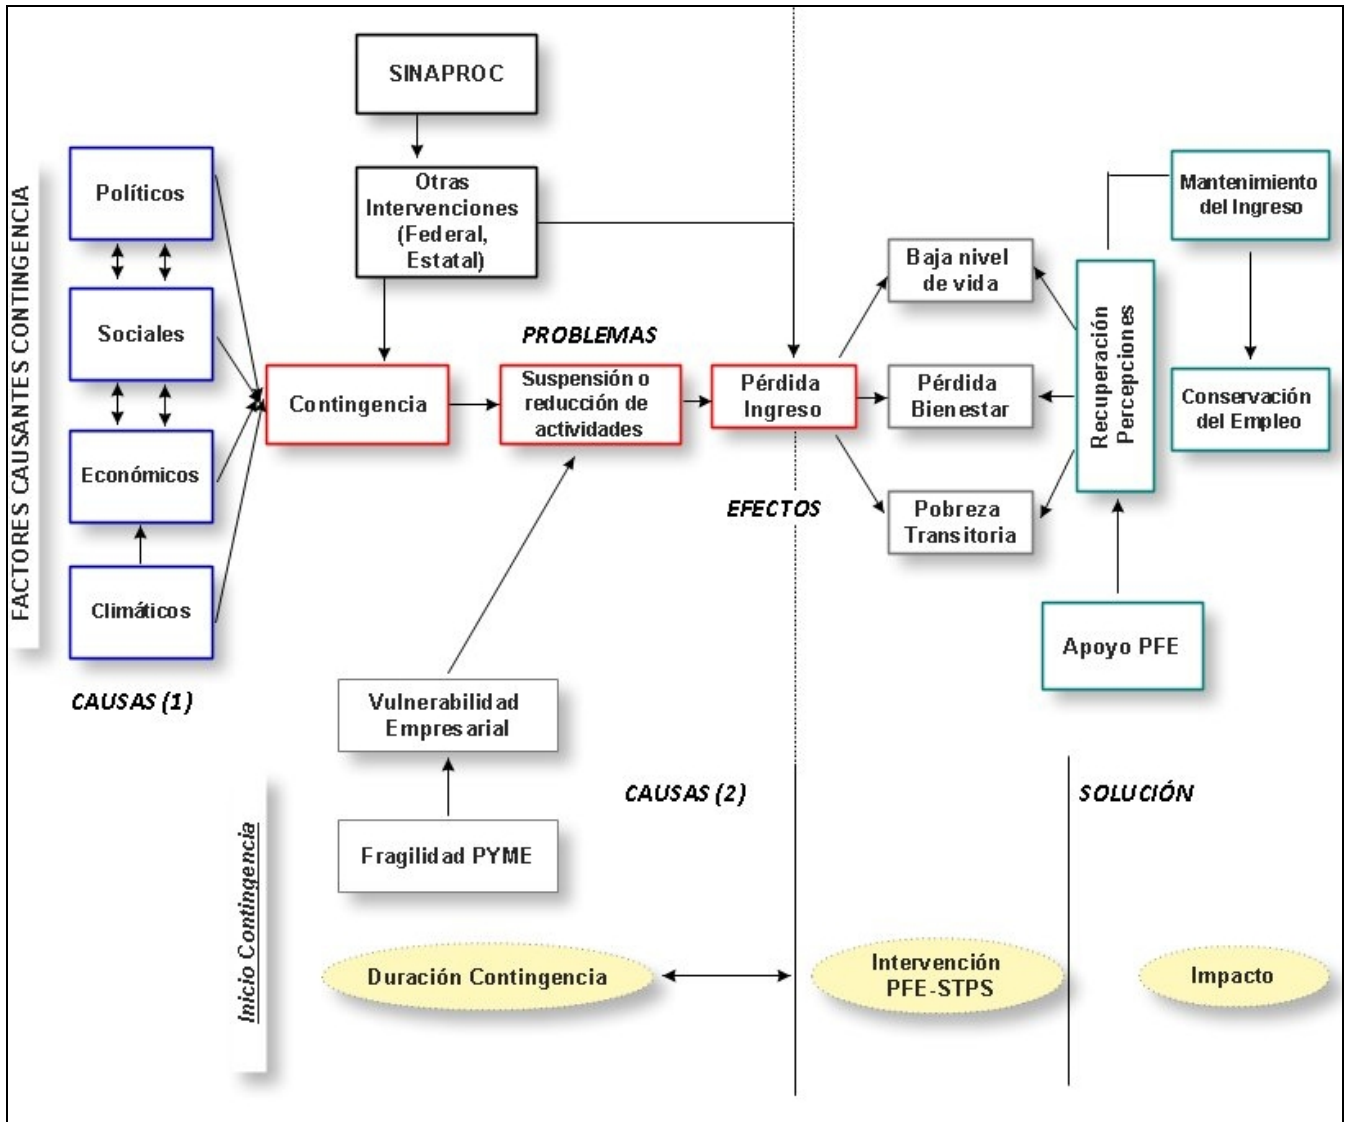 SINAPROC
Otras
Intervenciones
(Federal,
Estatal)
FACTORES CAUSANTES CONTINGENCIA
Políticos
Sociales
Económicos
Climáticos
CAUSAS (1)
Contingencia
PROBLEMAS
Suspensión o
reducción de
actividades
Pérdida
Ingreso
EFECTOS
Baja nivel
de vida
Pérdida
Bienestar
Pobreza
Transitoria
Recuperación
Percepciones
Mantenimiento
del Ingreso
Conservación
del Empleo
Apoyo PFE
Vulnerabilidad
Empresarial
Fragilidad PYME
CAUSAS (2)
SOLUCIÓN
Inicio Contingencia
Duración Contingencia
Intervención
PFE-STPS
Impacto